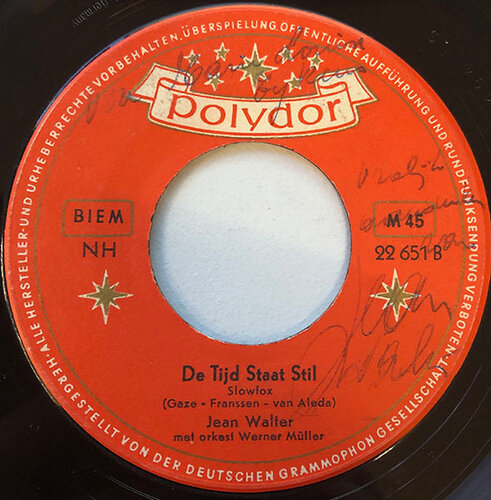 ALLE HERSTELLER- UND URHEBERRECHTE VORBEHALTEN. ÜBERSPIELUNG, ÖFFENTLICHE AUFFÜHRUNG UND RUNDFUNKSENDUNG VERBOTEN.
polydor
BIEM
NH
M 45
22 651 B
De Tijd Staat Stil
Slowfox
(Gaze - Franssen - van Aleda)
Jean Walter
met orkest Werner Müller
HERGESTELLT VON DER DEUTSCHEN GRAMMOPHON GESELLSCHAFT